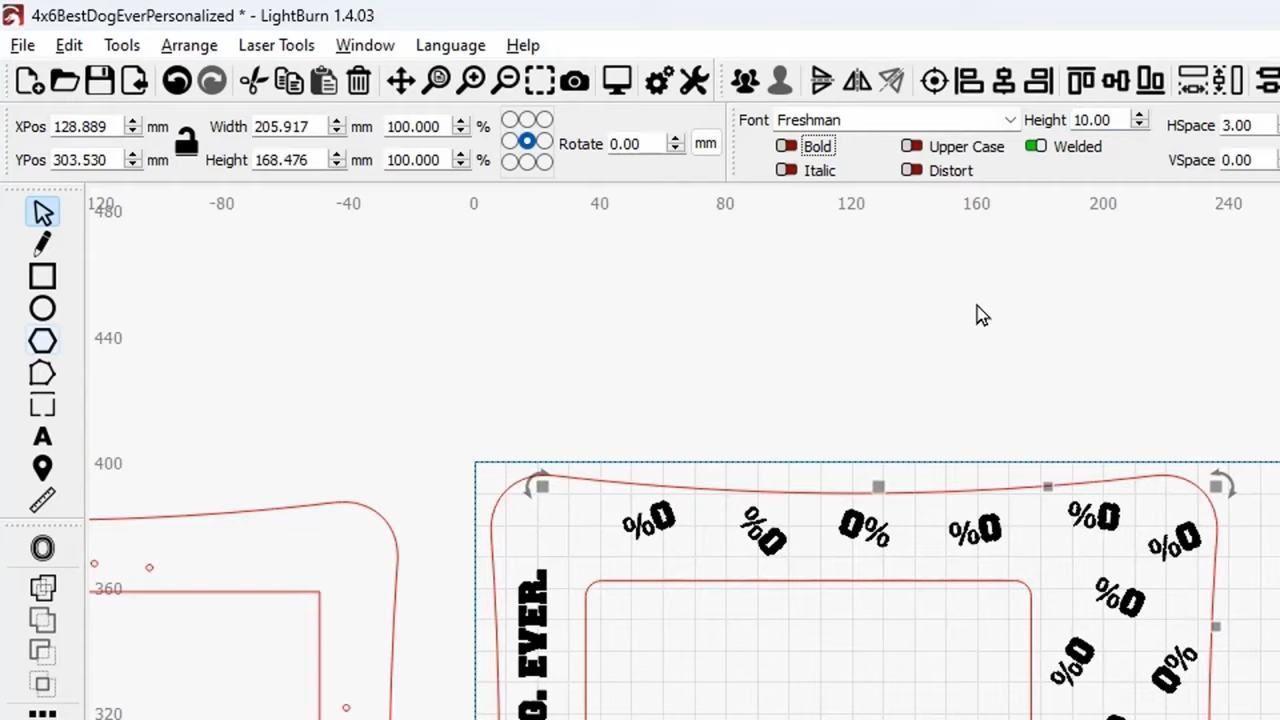 4x6BestDogEverPersonalized * - LightBurn 1.4.03
File Edit Tools Arrange Laser Tools Window Language Help
XPos 128.889 mm Width 205.917 mm 100.000 % Rotate 0.00 mm Font Freshman Height 10.00 HSpace 3.00
Bold Upper Case Welded
YPos 303.530 mm Height 168.476 mm 100.000 % Italic Distort VSpace 0.00
120 -80 -40 0 40 80 120 160 200 240
480
440
400
360
320
%0 %0 0% %0 %0 %0
%0
%0 0%
O. EVER.